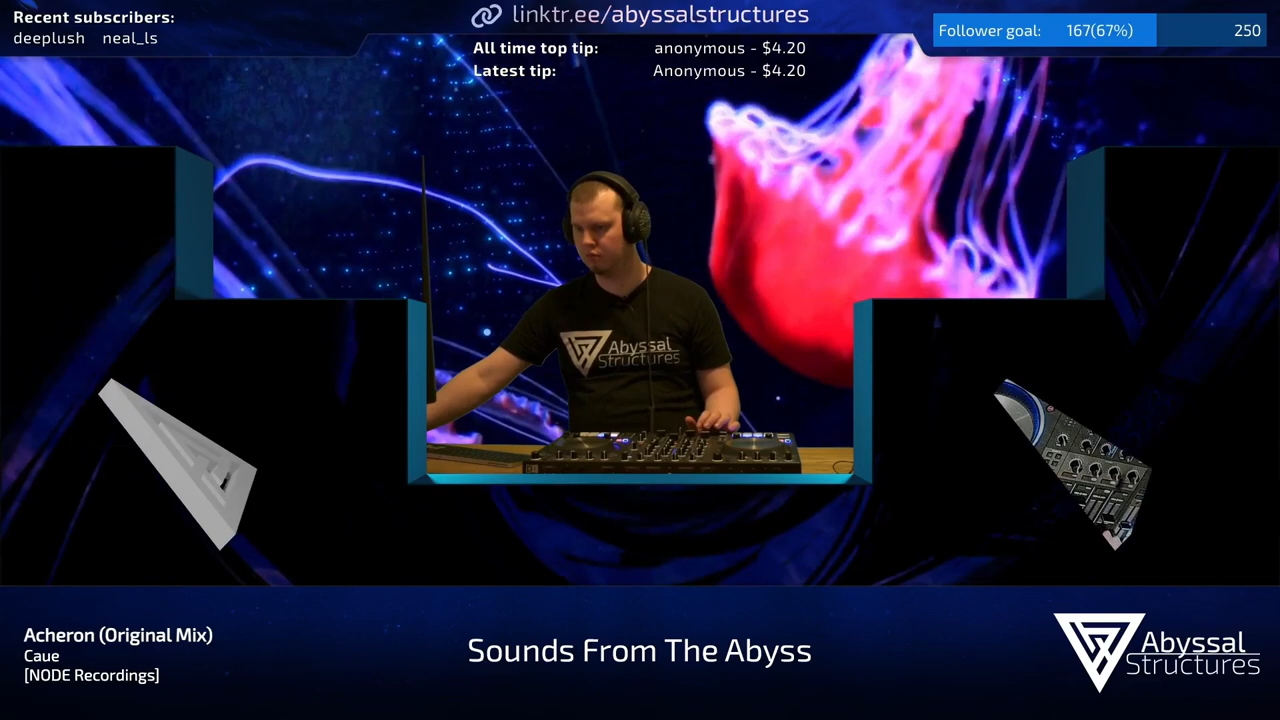 Recent subscribers:
deeplush neal_ls
linktr.ee/abyssalstructures
All time top tip: anonymous - $4.20
Latest tip: Anonymous - $4.20
Follower goal: 167(67%) 250
Abyssal
Structures
Acheron (Original Mix)
Caue
[NODE Recordings]
Sounds From The Abyss
Abyssal
Structures